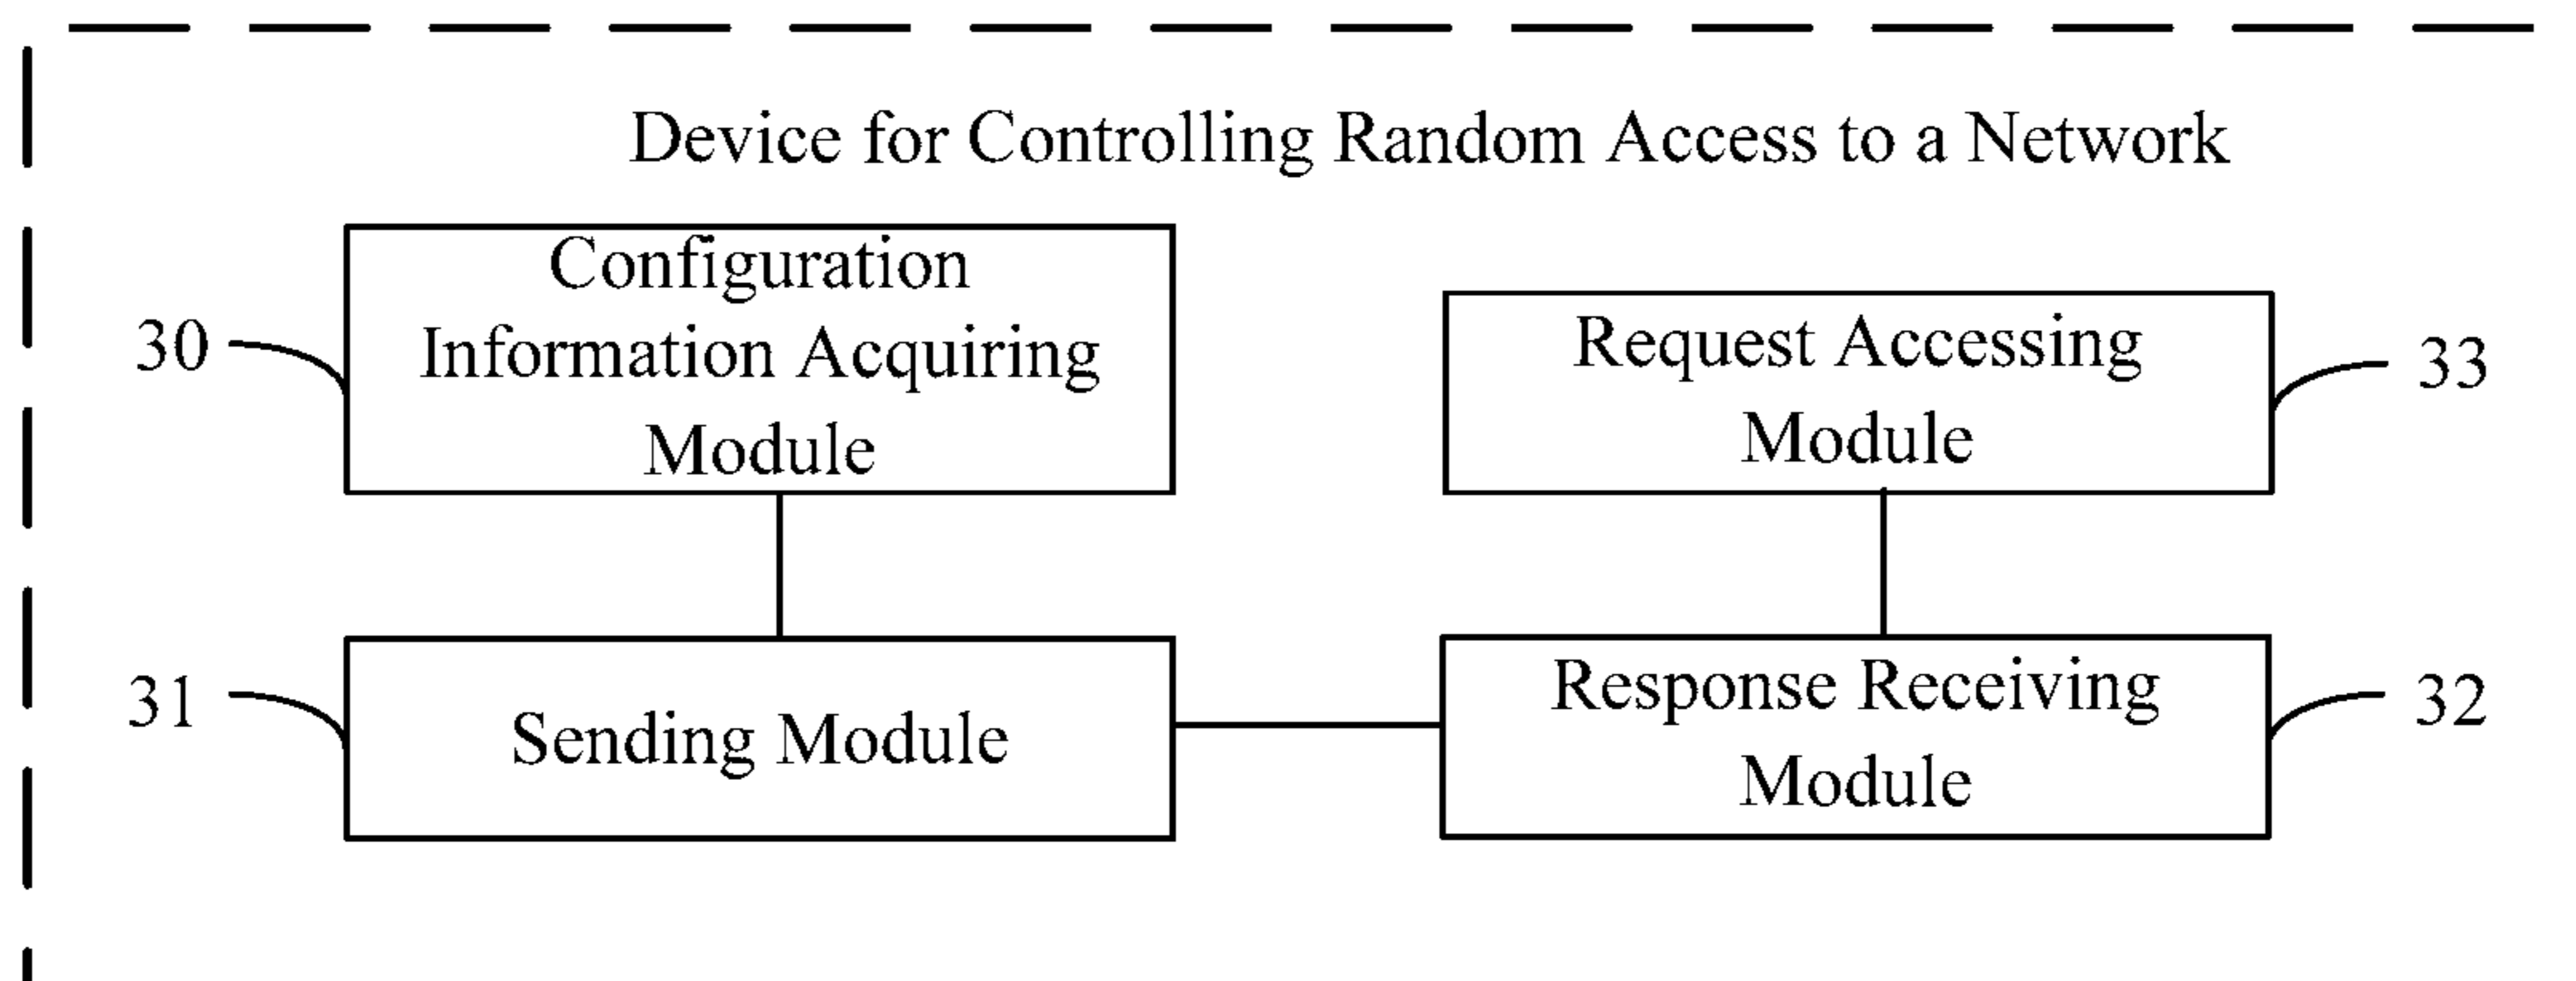 Device for Controlling Random Access to a Network
30
Configuration
Information Acquiring
Module
Request Accessing
Module
33
31
Sending Module
Response Receiving
Module
32